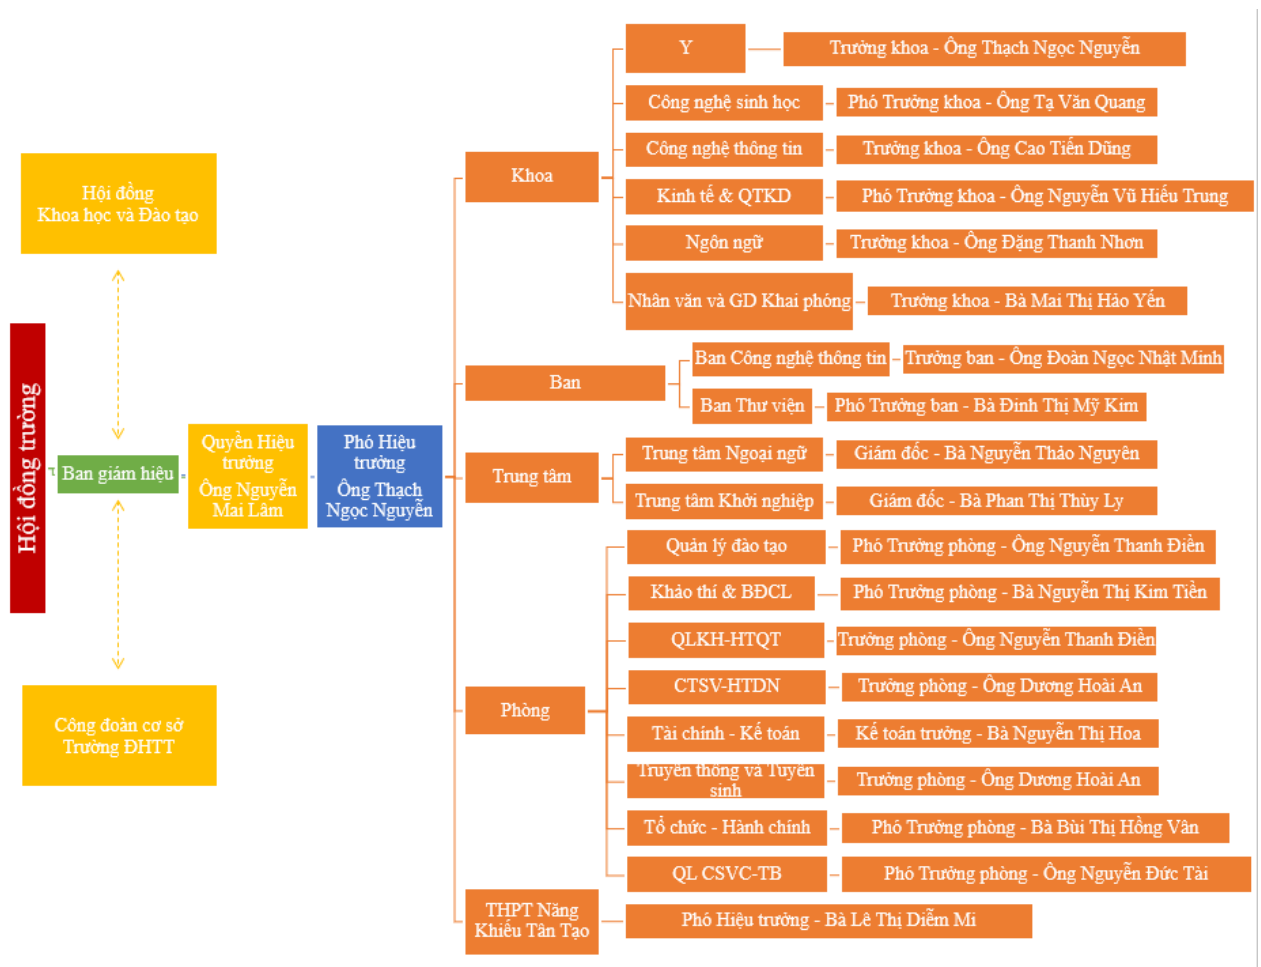 Hội đồng trường
Hội đồng
Khoa học và Đào tạo
Ban giám hiệu
Công đoàn cơ sở
Trường ĐHTT
Quyền Hiệu
trường
Ông Nguyễn
Mai Lâm
Phó Hiệu
trường
Ông Thạch
Ngọc Nguyễn
Khoa
Y
Trưởng khoa - Ông Thạch Ngọc Nguyễn
Công nghệ sinh học
Phó Trưởng khoa - Ông Tạ Văn Quang
Công nghệ thông tin
Trưởng khoa - Ông Cao Tiến Dũng
Kinh tế & QTKD
Phó Trưởng khoa - Ông Nguyễn Vũ Hiếu Trung
Ngôn ngữ
Trưởng khoa - Ông Đặng Thanh Nhơn
Nhân văn và GD Khai phóng
Trưởng khoa - Bà Mai Thị Hảo Yến
Ban
Ban Công nghệ thông tin
Trưởng ban - Ông Đoàn Ngọc Nhật Minh
Ban Thư viện
Phó Trưởng ban - Bà Đinh Thị Mỹ Kim
Trung tâm
Trung tâm Ngoại ngữ
Giám đốc - Bà Nguyễn Thảo Nguyên
Trung tâm Khởi nghiệp
Giám đốc - Bà Phan Thị Thùy Ly
Phòng
Quản lý đào tạo
Phó Trưởng phòng - Ông Nguyễn Thanh Điền
Khảo thí & BĐCL
Phó Trưởng phòng - Bà Nguyễn Thị Kim Tiền
QLKH-HTQT
Trưởng phòng - Ông Nguyễn Thanh Điền
CTSV-HTDN
Trưởng phòng - Ông Dương Hoài An
Tài chính - Kế toán
Kế toán trưởng - Bà Nguyễn Thị Hoa
Truyền thông và Tuyển
sinh
Trưởng phòng - Ông Dương Hoài An
Tổ chức - Hành chính
Phó Trưởng phòng - Bà Bùi Thị Hồng Vân
QL CSVC-TB
Phó Trưởng phòng - Ông Nguyễn Đức Tài
THPT Năng
Khiếu Tân Tạo
Phó Hiệu trưởng - Bà Lê Thị Diễm Mi